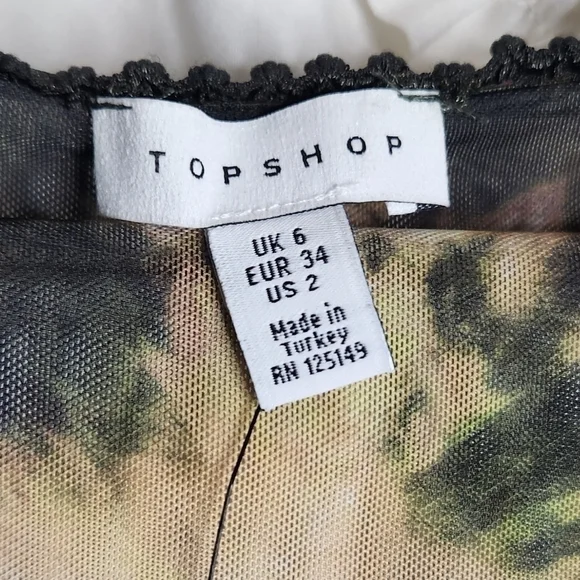 TOPSHOP
UK 6
EUR 34
US 2
Made in
Turkey
RN 125149